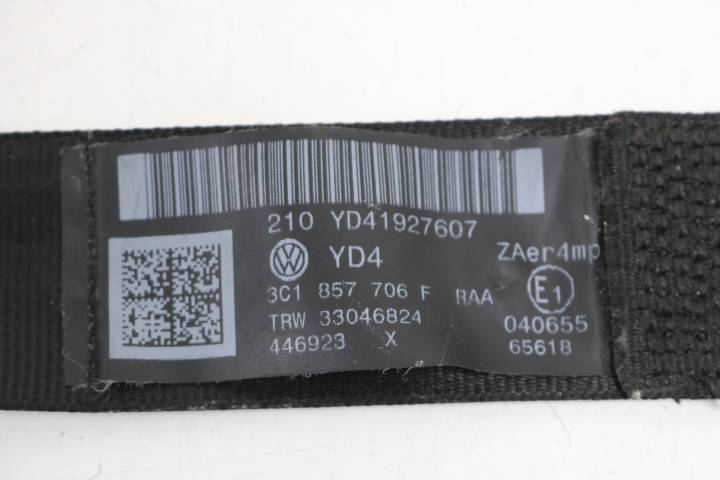 210 YD41927607
YD4 ZAer4mp
3C1 857 706 F RAA E1
TRW 33046824 040655
446923 X 65618